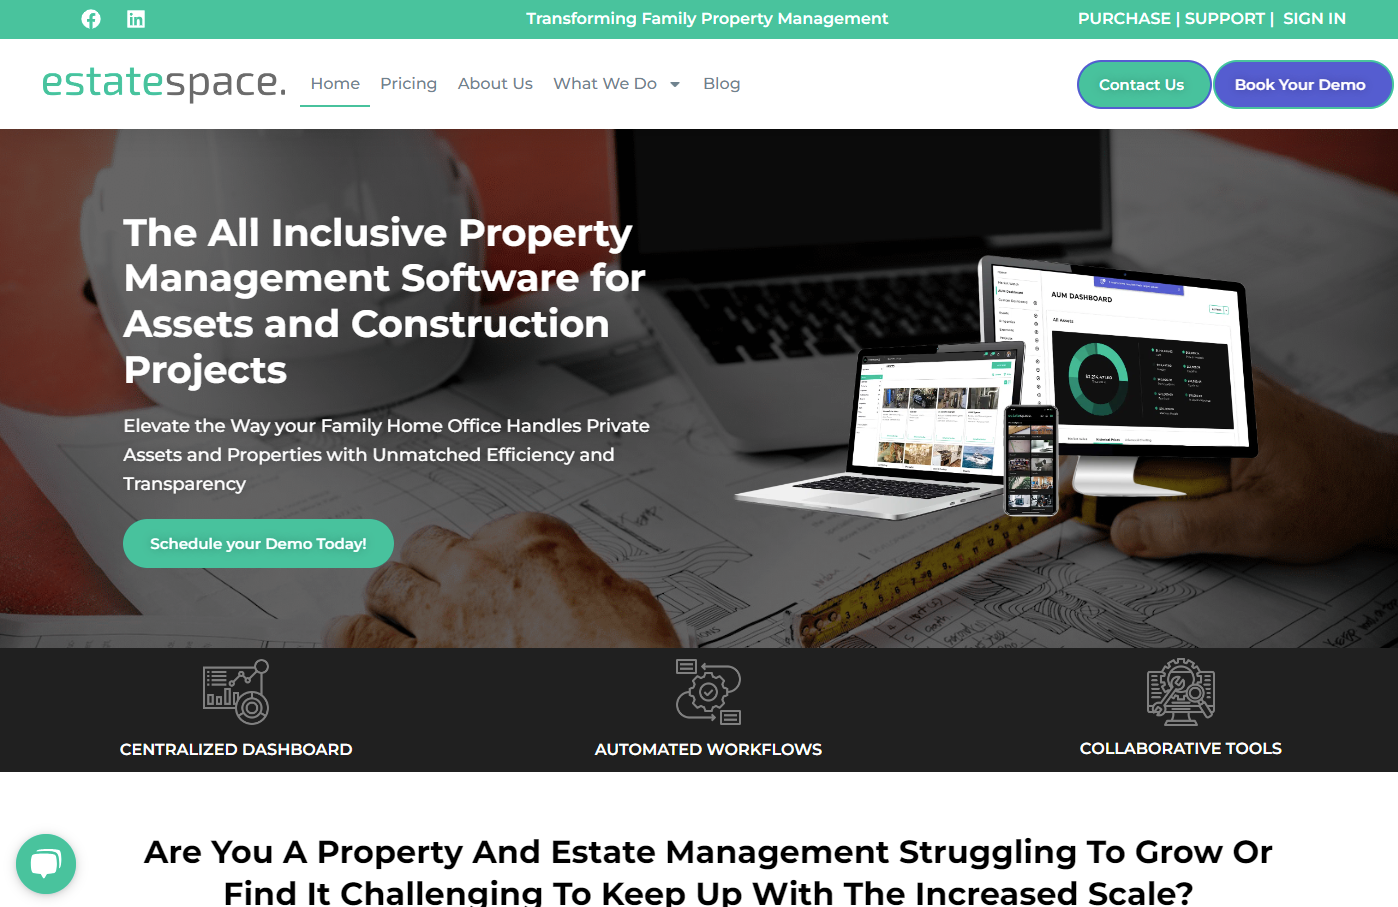 Transforming Family Property Management
PURCHASE | SUPPORT | SIGN IN
estatespace.
Home
Pricing
About Us
What We Do
Blog
Contact Us
Book Your Demo
The All Inclusive Property
Management Software for
Assets and Construction
Projects
Elevate the Way your Family Home Office Handles Private
Assets and Properties with Unmatched Efficiency and
Transparency
Schedule your Demo Today!
AUM DASHBOARD
CENTRALIZED DASHBOARD
AUTOMATED WORKFLOWS
COLLABORATIVE TOOLS
Are You A Property And Estate Management Struggling To Grow Or
Find It Challenging To Keep Up With The Increased Scale?